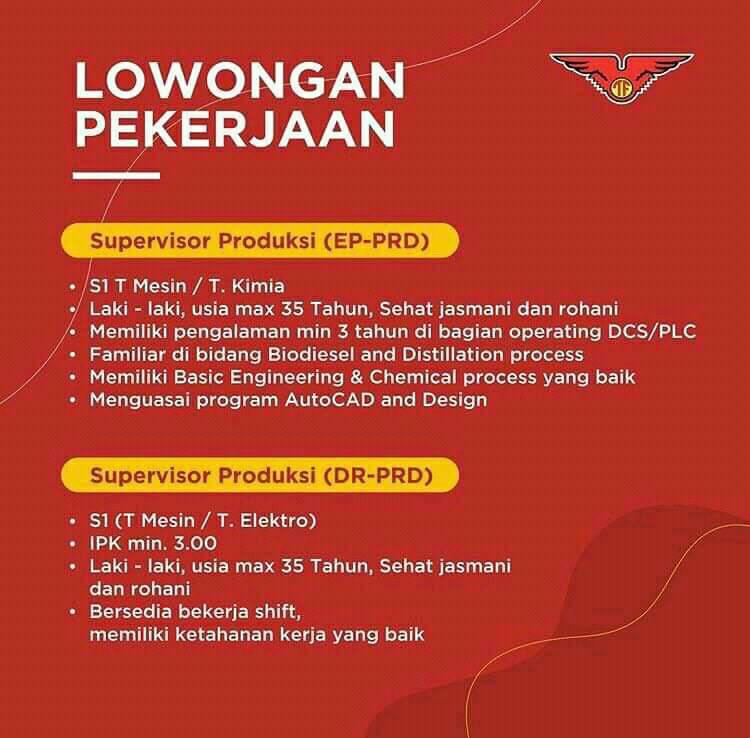 LOWONGAN
PEKERJAAN
Supervisor Produksi (EP-PRD)
• S1 T Mesin / T. Kimia
• Laki - laki, usia max 35 Tahun, Sehat jasmani dan rohani
• Memiliki pengalaman min 3 tahun di bagian operating DCS/PLC
• Familiar di bidang Biodiesel and Distillation process
• Memiliki Basic Engineering & Chemical process yang baik
• Menguasai program AutoCAD and Design
Supervisor Produksi (DR-PRD)
• S1 (T Mesin / T. Elektro)
• IPK min. 3.00
• Laki - laki, usia max 35 Tahun, Sehat jasmani
dan rohani
• Bersedia bekerja shift,
memiliki ketahanan kerja yang baik